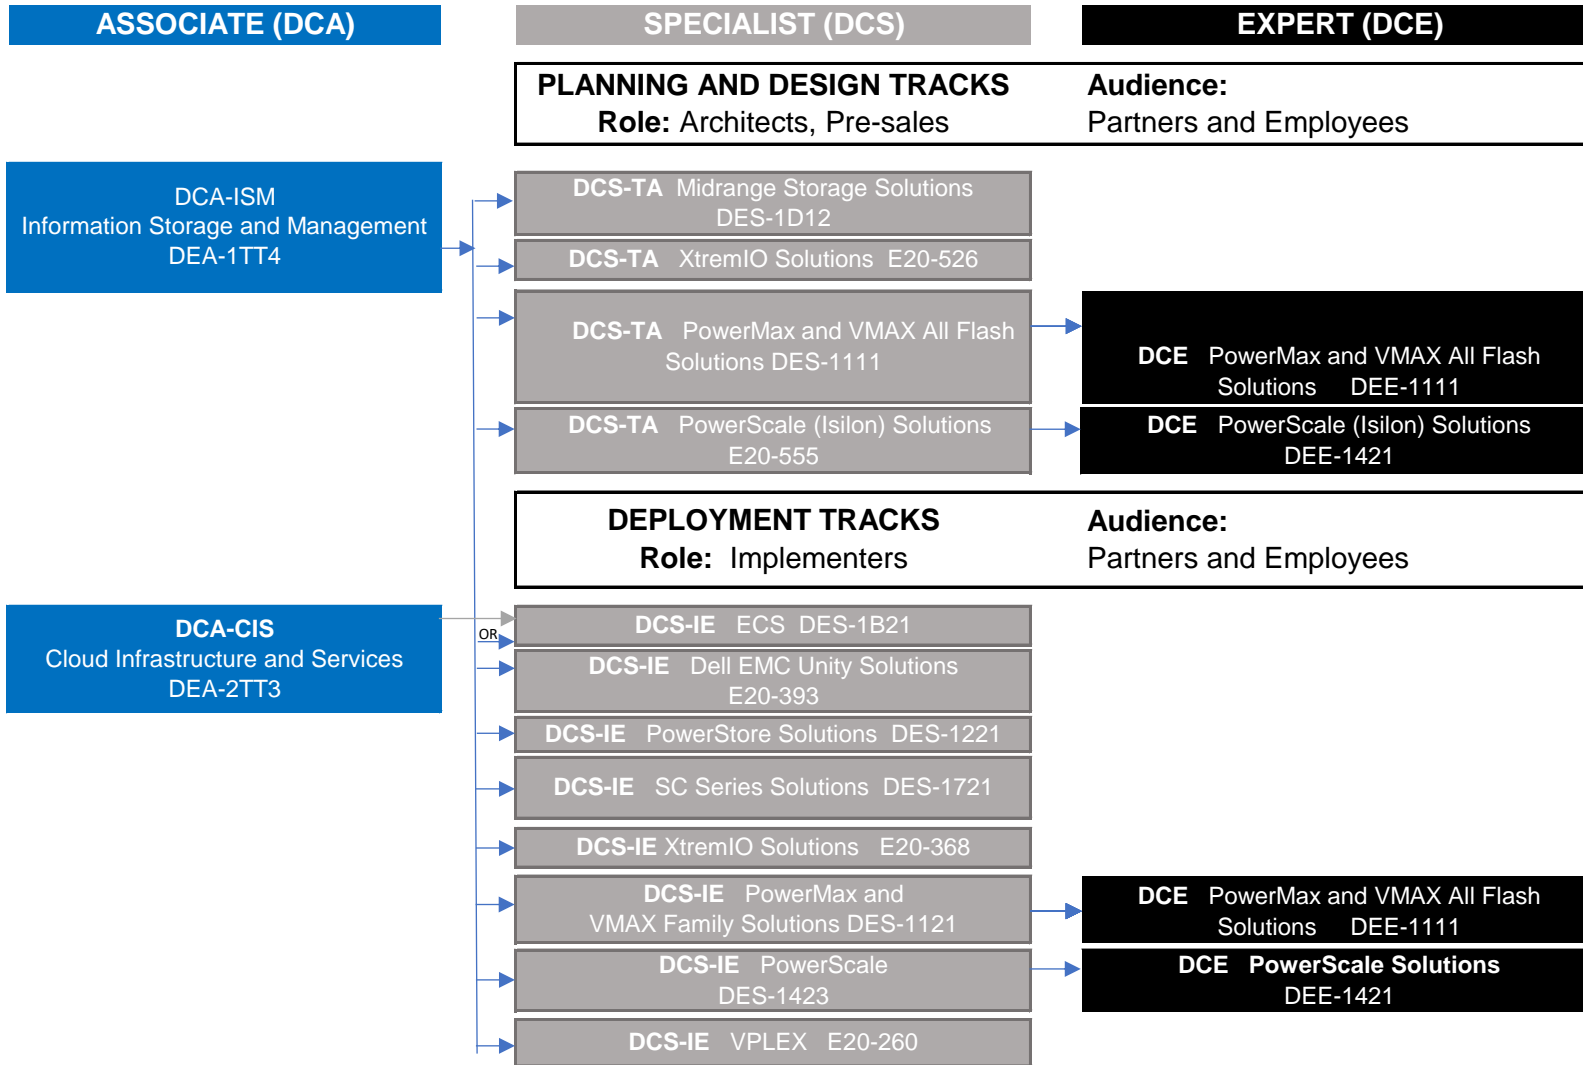 ASSOCIATE (DCA)
SPECIALIST (DCS)
EXPERT (DCE)
PLANNING AND DESIGN TRACKS
Role: Architects, Pre-sales
Audience:
Partners and Employees
DCA-ISM
Information Storage and Management
DEA-1TT4
DCS-TA Midrange Storage Solutions
DES-1D12
DCS-TA XtremIO Solutions E20-526
DCS-TA PowerMax and VMAX All Flash
Solutions DES-1111
DCE PowerMax and VMAX All Flash
Solutions DEE-1111
DCS-TA PowerScale (Isilon) Solutions
E20-555
DCE PowerScale (Isilon) Solutions
DEE-1421
DEPLOYMENT TRACKS
Role: Implementers
Audience:
Partners and Employees
DCA-CIS
Cloud Infrastructure and Services
DEA-2TT3
OR
DCS-IE ECS DES-1B21
DCS-IE Dell EMC Unity Solutions
E20-393
DCS-IE PowerStore Solutions DES-1221
DCS-IE SC Series Solutions DES-1721
DCS-IE XtremIO Solutions E20-368
DCS-IE PowerMax and
VMAX Family Solutions DES-1121
DCE PowerMax and VMAX All Flash
Solutions DEE-1111
DCS-IE PowerScale
DES-1423
DCE PowerScale Solutions
DEE-1421
DCS-IE VPLEX E20-260